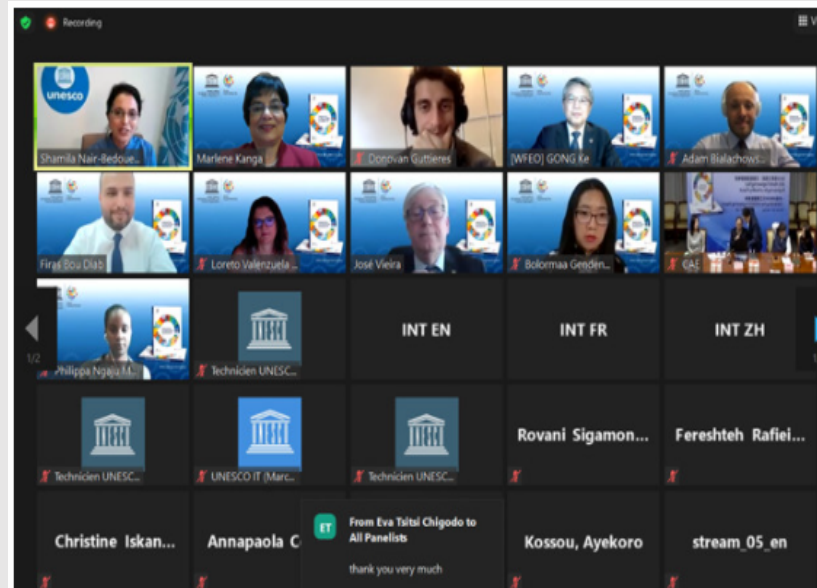 Recording
unesco
Shamila Nair-Bedoue...
Marlene Kanga
Donovan Guttieres
[WFEO] GONG Ke
Adam Bialachows...
Firas Bou Diab
Loreto Valenzuela ...
José Vieira
Bolormaa Genden...
CAE
1/2
Philippa Ngaju M...
Technicien UNESC...
INT EN
INT FR
INT ZH
Technicien UNESC...
UNESCO IT (Marc...
Technicien UNESC...
Rovani Sigamon...
Fereshteh Rafiei...
Christine Iskan...
Annapaola C
ET
From Eva Tsitsi Chigodo to
All Panelists
thank you very much
Kossou, Ayekoro
stream_05_en